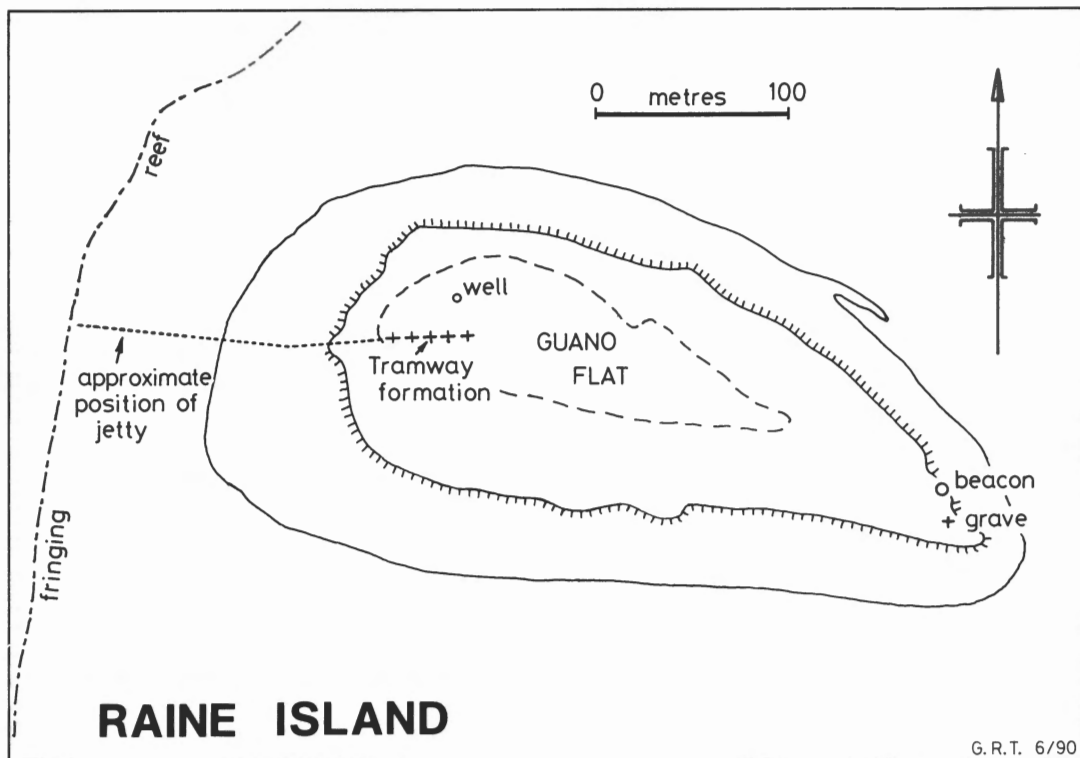 0 metres 100
reef
well
GUANO
FLAT
Tramway
formation
approximate
position of
jetty
beacon
grave
fringing
RAINE ISLAND
G.R.T. 6/90